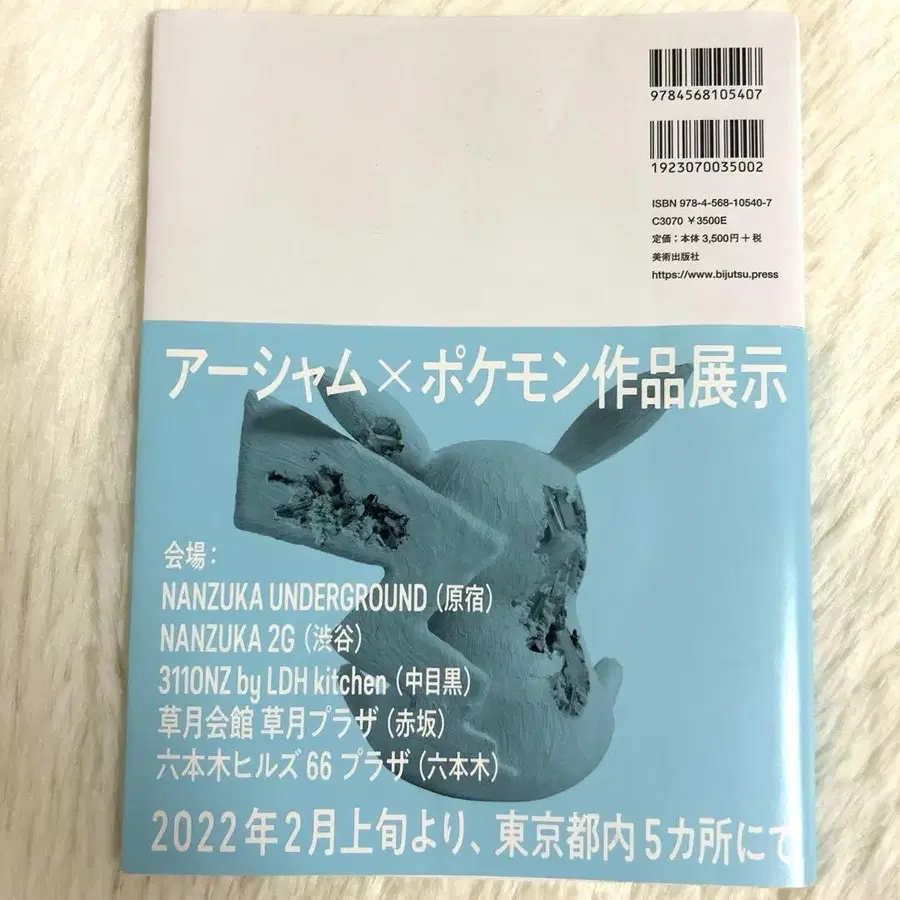 9784568105407
1923070035002
ISBN 978-4-568-10540-7
C3070 ¥3500E
定価：本体3,500円＋税
美術出版社
https://www.bijutsu.press
アーシャム×ポケモン作品展示
会場：
NANZUKA UNDERGROUND（原宿）
NANZUKA 2G（渋谷）
3110NZ by LDH kitchen（中目黒）
草月会館 草月プラザ（赤坂）
六本木ヒルズ 66 プラザ（六本木）
2022年2月上旬より、東京都内5カ所にて